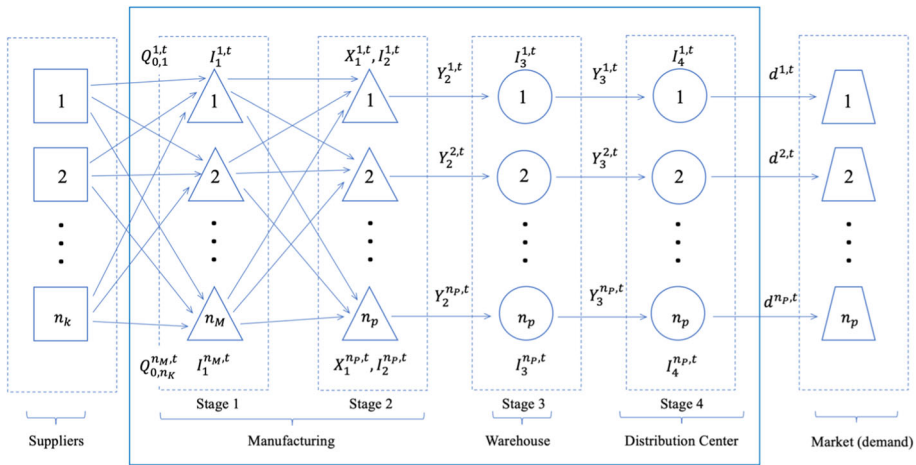 Q_{0,1}^{1,t} I_1^{1,t} X_1^{1,t}, I_2^{1,t} Y_2^{1,t} I_3^{1,t} Y_3^{1,t} I_4^{1,t} d^{1,t}
1 1 1 1 1 1
Y_2^{2,t} Y_3^{2,t} d^{2,t}
2 2 2 2 2 2
Y_2^{n_P,t} Y_3^{n_P,t} d^{n_P,t}
n_k n_M n_p n_p n_p n_p
Q_{0,n_K}^{n_M,t} I_1^{n_M,t} X_1^{n_P,t}, I_2^{n_P,t} I_3^{n_P,t} I_4^{n_P,t}
Stage 1 Stage 2 Stage 3 Stage 4
Suppliers Manufacturing Warehouse Distribution Center Market (demand)